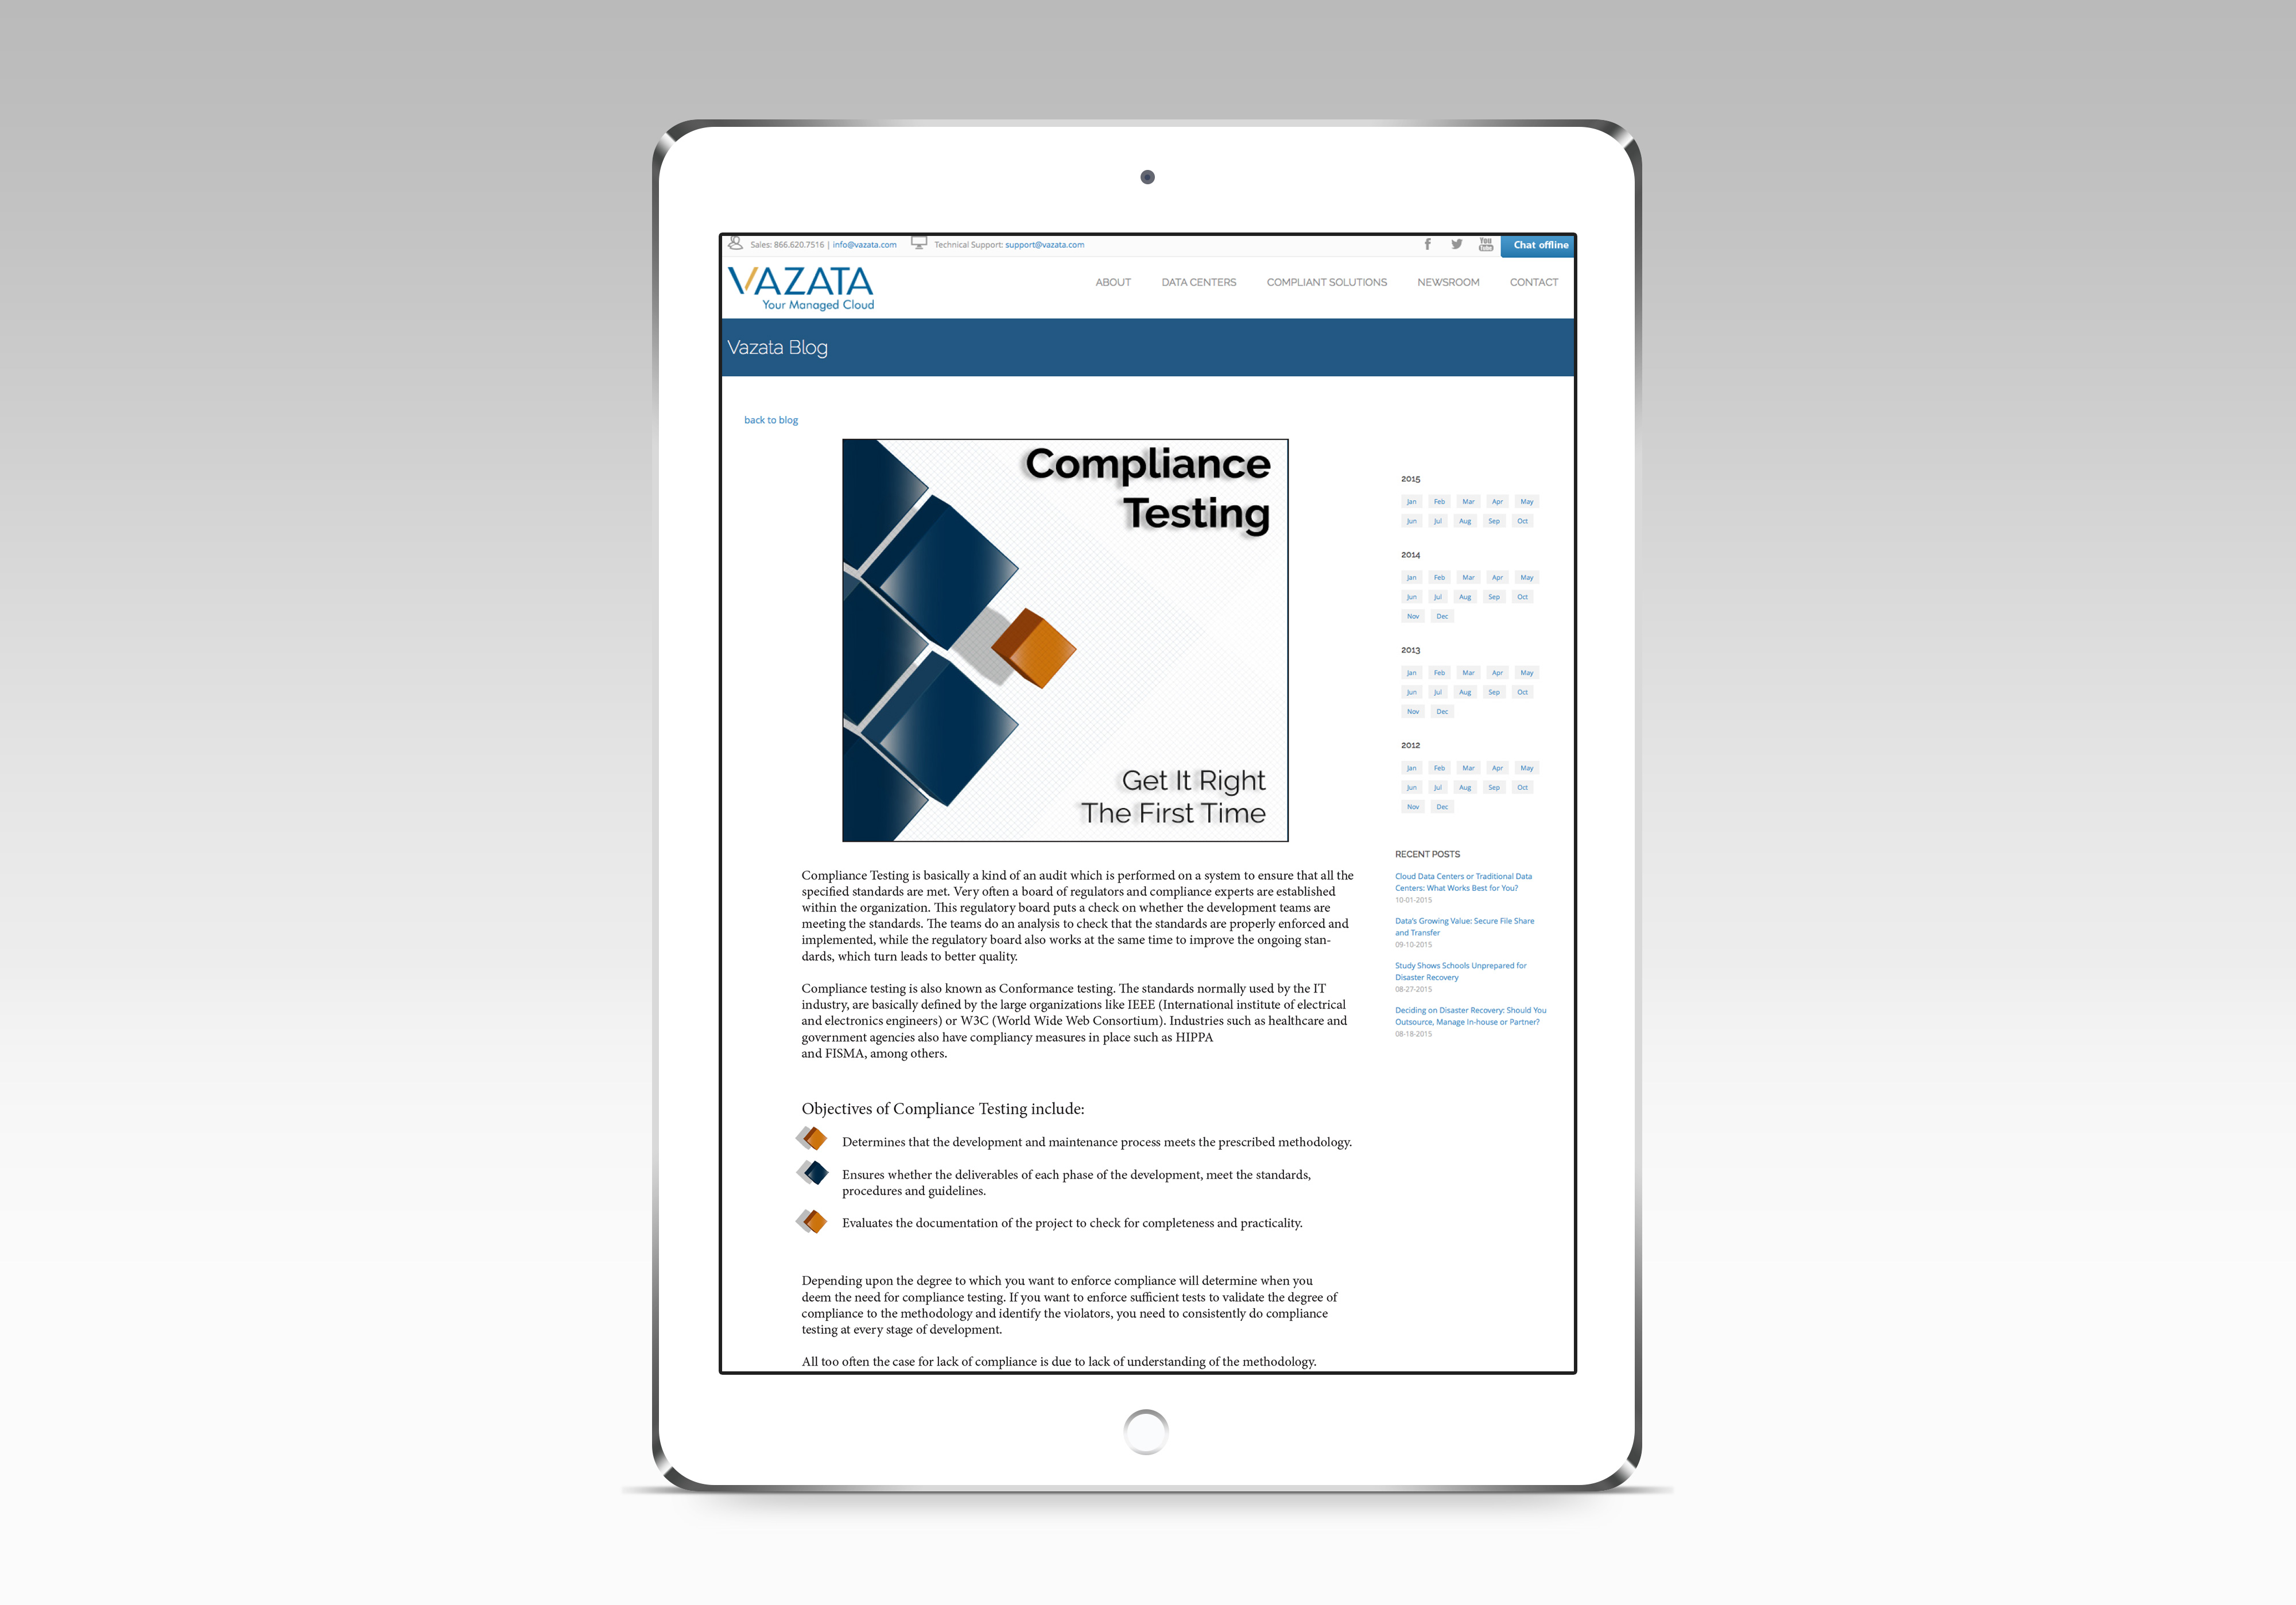 Sales: 866.620.7516 | info@vazata.com Technical Support: support@vazata.com
You Tube
Chat offline
VAZATA
Your Managed Cloud
ABOUT DATA CENTERS COMPLIANT SOLUTIONS NEWSROOM CONTACT
Vazata Blog
back to blog
Compliance
Testing
Get It Right
The First Time
Compliance Testing is basically a kind of an audit which is performed on a system to ensure that all the
specified standards are met. Very often a board of regulators and compliance experts are established
within the organization. This regulatory board puts a check on whether the development teams are
meeting the standards. The teams do an analysis to check that the standards are properly enforced and
implemented, while the regulatory board also works at the same time to improve the ongoing stan-
dards, which turn leads to better quality.
Compliance testing is also known as Conformance testing. The standards normally used by the IT
industry, are basically defined by the large organizations like IEEE (International institute of electrical
and electronics engineers) or W3C (World Wide Web Consortium). Industries such as healthcare and
government agencies also have compliancy measures in place such as HIPPA
and FISMA, among others.
Objectives of Compliance Testing include:
Determines that the development and maintenance process meets the prescribed methodology.
Ensures whether the deliverables of each phase of the development, meet the standards,
procedures and guidelines.
Evaluates the documentation of the project to check for completeness and practicality.
Depending upon the degree to which you want to enforce compliance will determine when you
deem the need for compliance testing. If you want to enforce sufficient tests to validate the degree of
compliance to the methodology and identify the violators, you need to consistently do compliance
testing at every stage of development.
All too often the case for lack of compliance is due to lack of understanding of the methodology.
2015
Jan Feb Mar Apr May
Jun Jul Aug Sep Oct
2014
Jan Feb Mar Apr May
Jun Jul Aug Sep Oct
Nov Dec
2013
Jan Feb Mar Apr May
Jun Jul Aug Sep Oct
Nov Dec
2012
Jan Feb Mar Apr May
Jun Jul Aug Sep Oct
Nov Dec
RECENT POSTS
Cloud Data Centers or Traditional Data
Centers: What Works Best for You?
10-01-2015
Data's Growing Value: Secure File Share
and Transfer
09-10-2015
Study Shows Schools Unprepared for
Disaster Recovery
08-27-2015
Deciding on Disaster Recovery: Should You
Outsource, Manage In-house or Partner?
08-18-2015